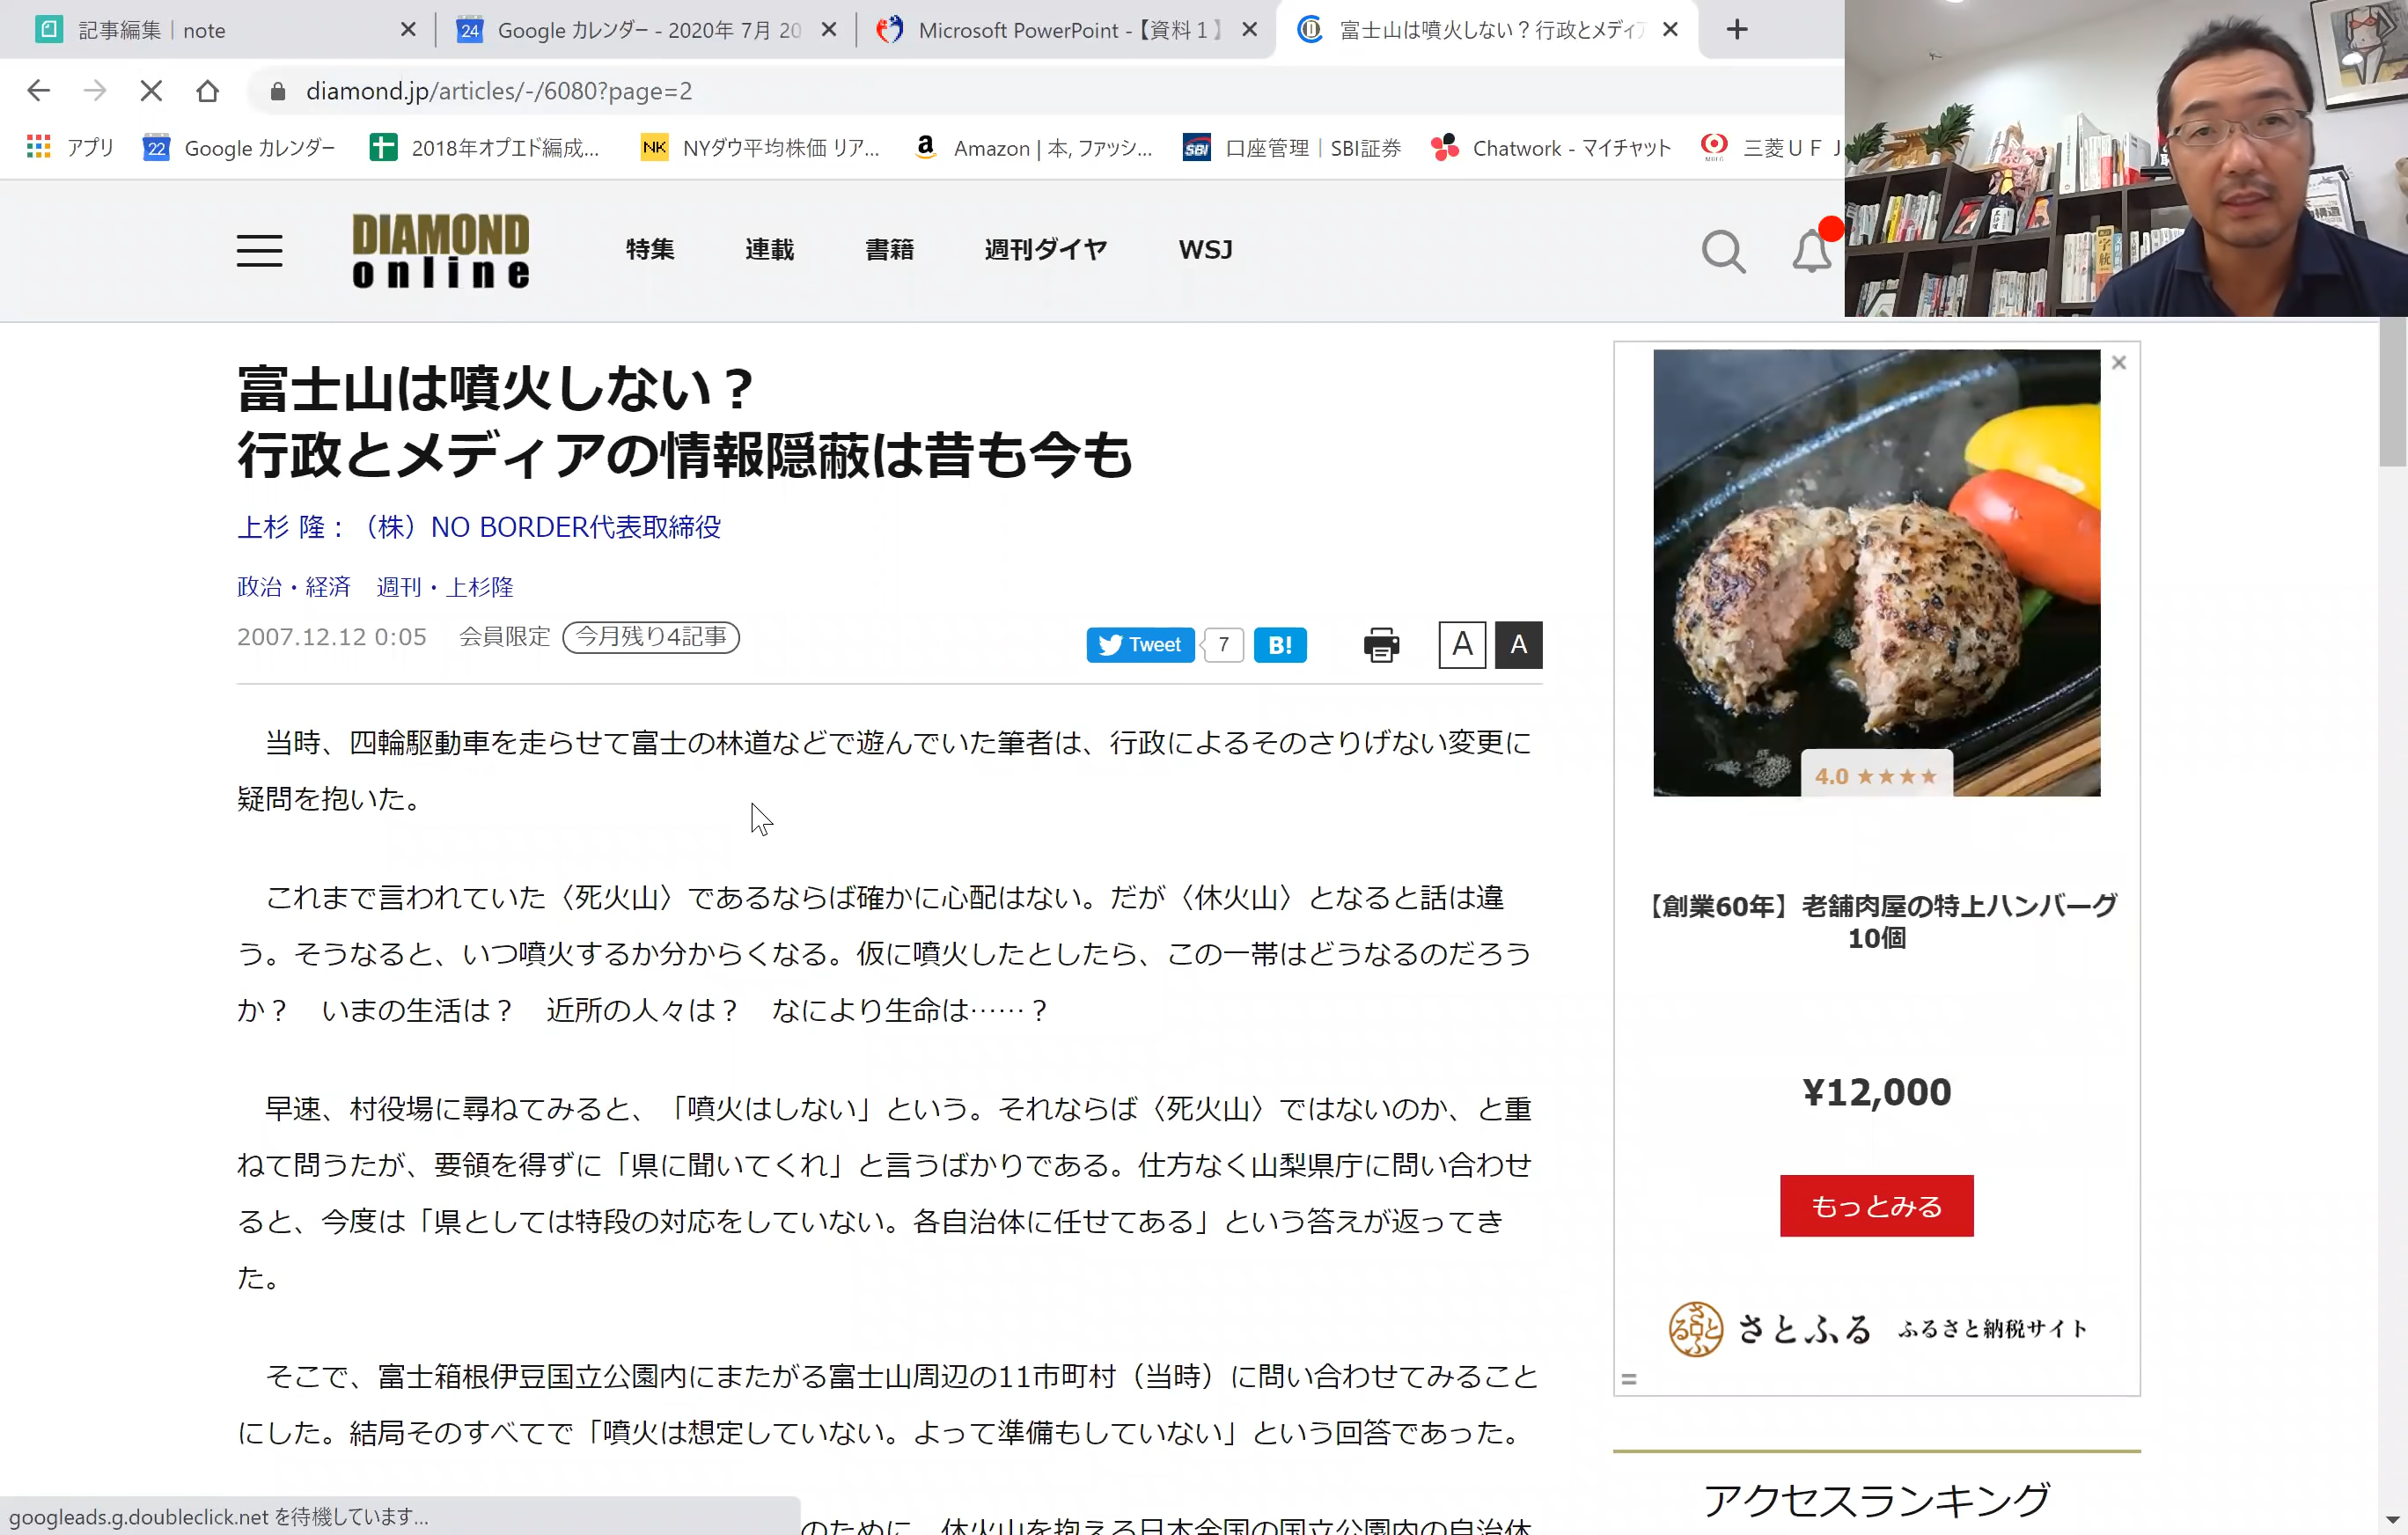 記事編集｜note
24 Google カレンダー - 2020年 7月 20
Microsoft PowerPoint -【資料１】
富士山は噴火しない？行政とメディア
diamond.jp/articles/-/6080?page=2
アプリ
22 Google カレンダー
2018年オプエド編成...
NK NYダウ平均株価 リア...
a Amazon | 本, ファッシ...
SBI 口座管理｜SBI証券
Chatwork - マイチャット
MUFG 三菱ＵＦＪ
DIAMOND
online
特集
連載
書籍
週刊ダイヤ
WSJ
富士山は噴火しない？
行政とメディアの情報隠蔽は昔も今も
上杉 隆：（株）NO BORDER代表取締役
政治・経済　週刊・上杉隆
2007.12.12 0:05　会員限定 今月残り4記事
Tweet 7 B! A A
当時、四輪駆動車を走らせて富士の林道などで遊んでいた筆者は、行政によるそのさりげない変更に
疑問を抱いた。
これまで言われていた〈死火山〉であるならば確かに心配はない。だが〈休火山〉となると話は違
う。そうなると、いつ噴火するか分からくなる。仮に噴火したとしたら、この一帯はどうなるのだろう
か？　いまの生活は？　近所の人々は？　なにより生命は……？
早速、村役場に尋ねてみると、「噴火はしない」という。それならば〈死火山〉ではないのか、と重
ねて問うたが、要領を得ずに「県に聞いてくれ」と言うばかりである。仕方なく山梨県庁に問い合わせ
ると、今度は「県としては特段の対応をしていない。各自治体に任せてある」という答えが返ってき
た。
そこで、富士箱根伊豆国立公園内にまたがる富士山周辺の11市町村（当時）に問い合わせてみること
にした。結局そのすべてで「噴火は想定していない。よって準備もしていない」という回答であった。
のために、休火山を抱える日本全国の国立公園内の自治体
googleads.g.doubleclick.net を待機しています...
4.0 ★★★★
【創業60年】老舗肉屋の特上ハンバーグ
10個
¥12,000
もっとみる
さとふる
さとふる　ふるさと納税サイト
アクセスランキング